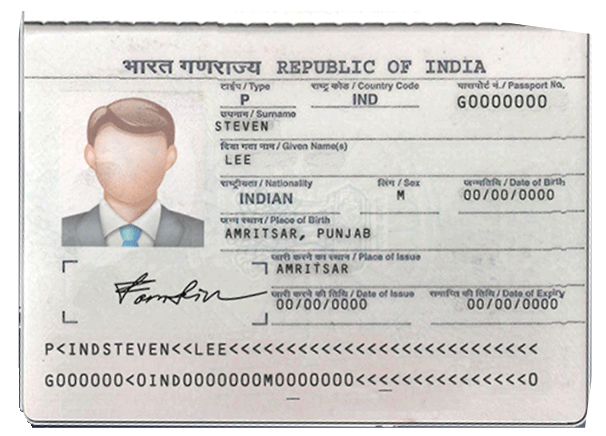 भारत गणराज्य REPUBLIC OF INDIA
टाईप / Type राष्ट्र कोड / Country Code पासपोर्ट नं. / Passport No.
P IND G0000000
उपनाम / Surname
STEVEN
दिया गया नाम / Given Name(s)
LEE
राष्ट्रीयता / Nationality लिंग / Sex जन्मतिथि / Date of Birth
INDIAN M 00/00/0000
जन्म स्थान / Place of Birth
AMRITSAR, PUNJAB
जारी करने का स्थान / Place of Issue
AMRITSAR
जारी करने की तिथि / Date of Issue समाप्ति की तिथि / Date of Expiry
00/00/0000 00/00/0000
P<INDSTEVEN<<LEE<<<<<<<<<<<<<<<<<<<<<<<<<<<<
G000000<0IND0000000M0000000<<<<<<<<<<<<<<<0